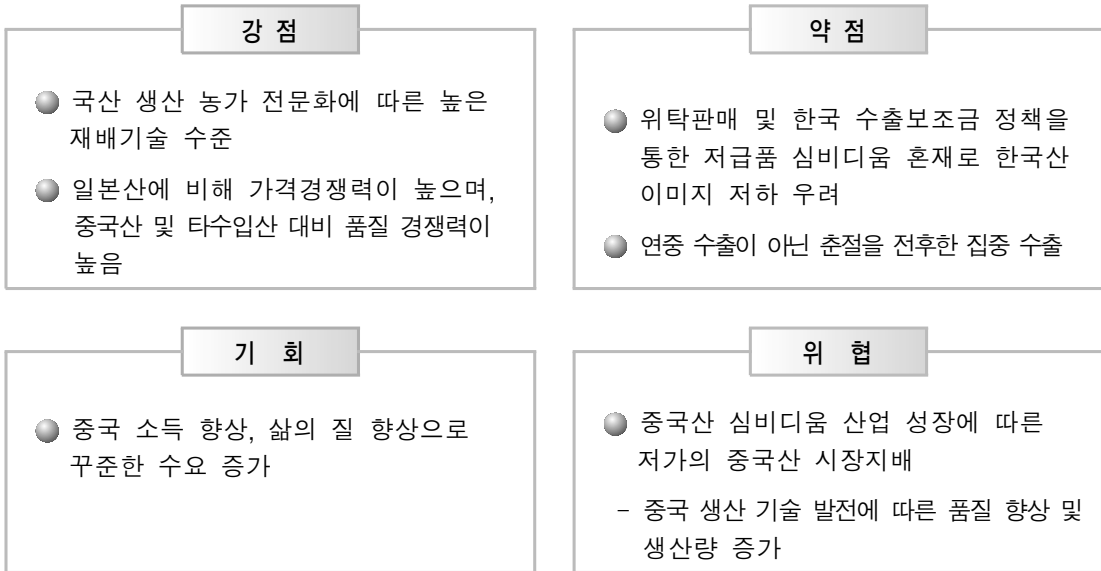 강 점
국산 생산 농가 전문화에 따른 높은
재배기술 수준
일본산에 비해 가격경쟁력이 높으며,
중국산 및 타수입산 대비 품질 경쟁력이
높음
약 점
위탁판매 및 한국 수출보조금 정책을
통한 저급품 심비디움 혼재로 한국산
이미지 저하 우려
연중 수출이 아닌 춘절을 전후한 집중 수출
기 회
중국 소득 향상, 삶의 질 향상으로
꾸준한 수요 증가
위 협
중국산 심비디움 산업 성장에 따른
저가의 중국산 시장지배
- 중국 생산 기술 발전에 따른 품질 향상 및
생산량 증가